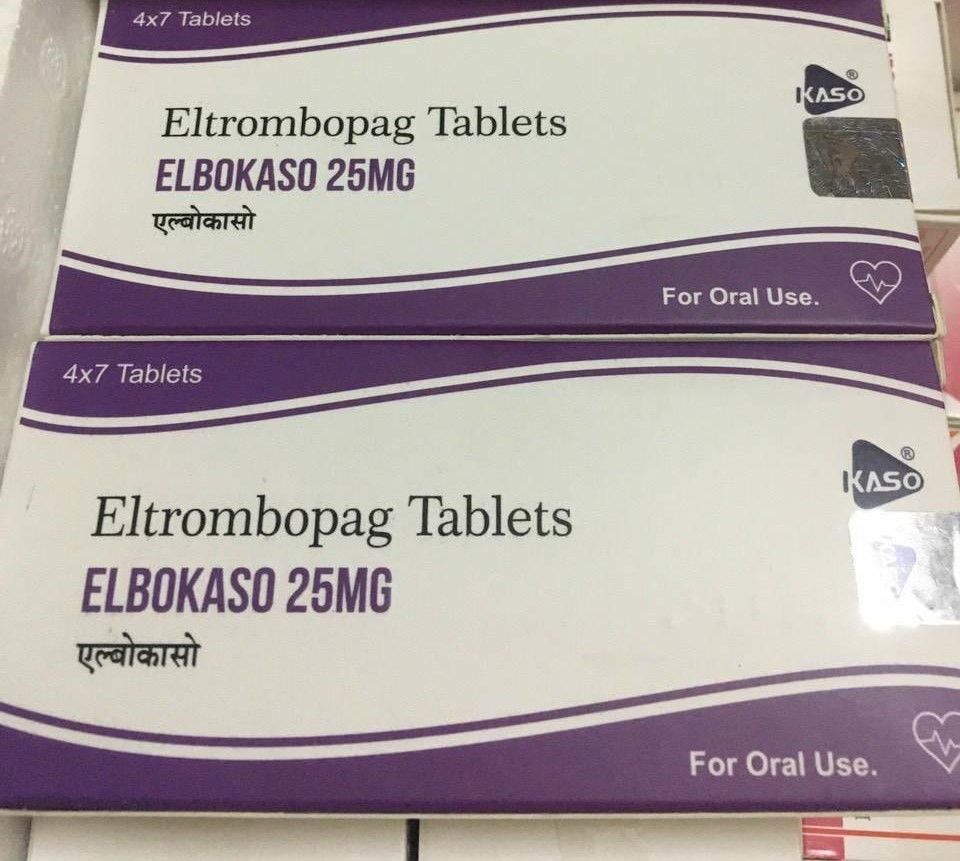 4x7 Tablets
KASO®
Eltrombopag Tablets
ELBOKASO 25MG
एल्बोकासो
For Oral Use.
4x7 Tablets
KASO®
Eltrombopag Tablets
ELBOKASO 25MG
एल्बोकासो
For Oral Use.